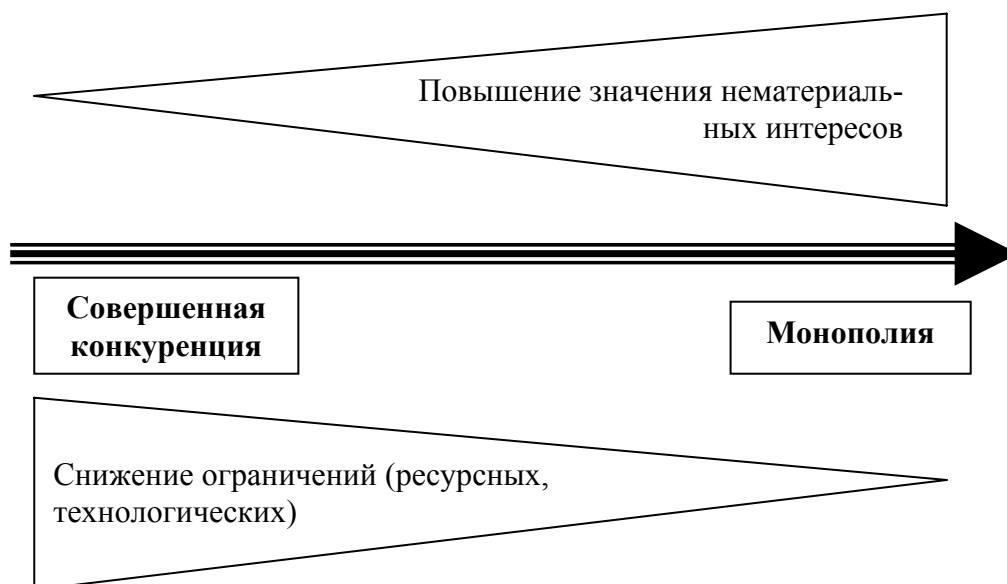 Повышение значения нематериаль-
ных интересов
Совершенная
конкуренция
Монополия
Снижение ограничений (ресурсных,
технологических)